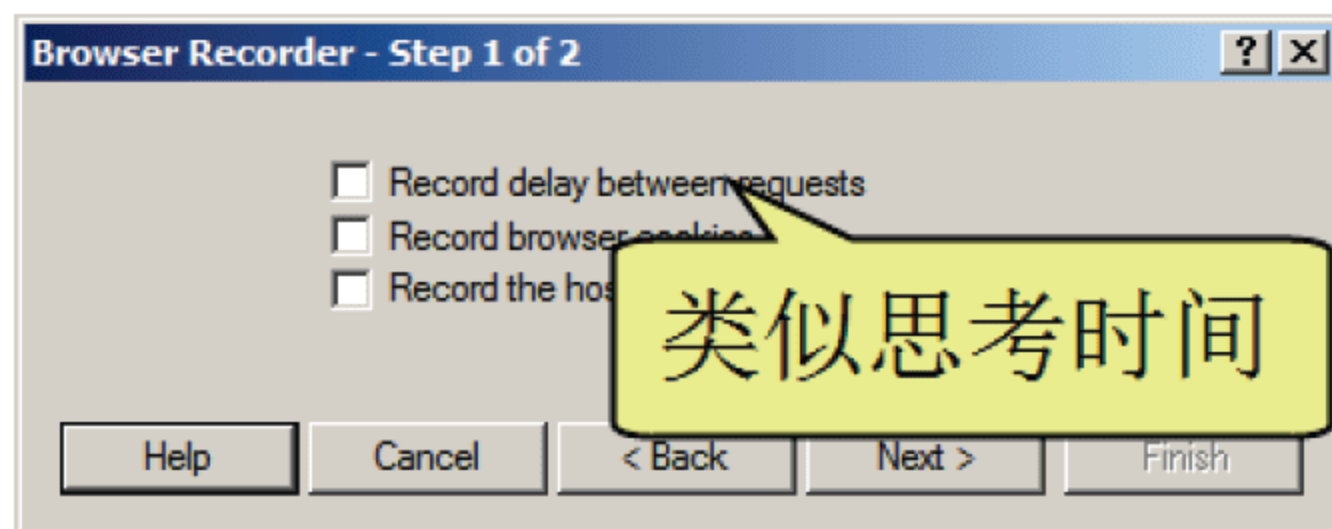 Browser Recorder - Step 1 of 2
Record delay between requests
Record browser cookies
Record the
类似思考时间
Help
Cancel
< Back
Next >
Finish